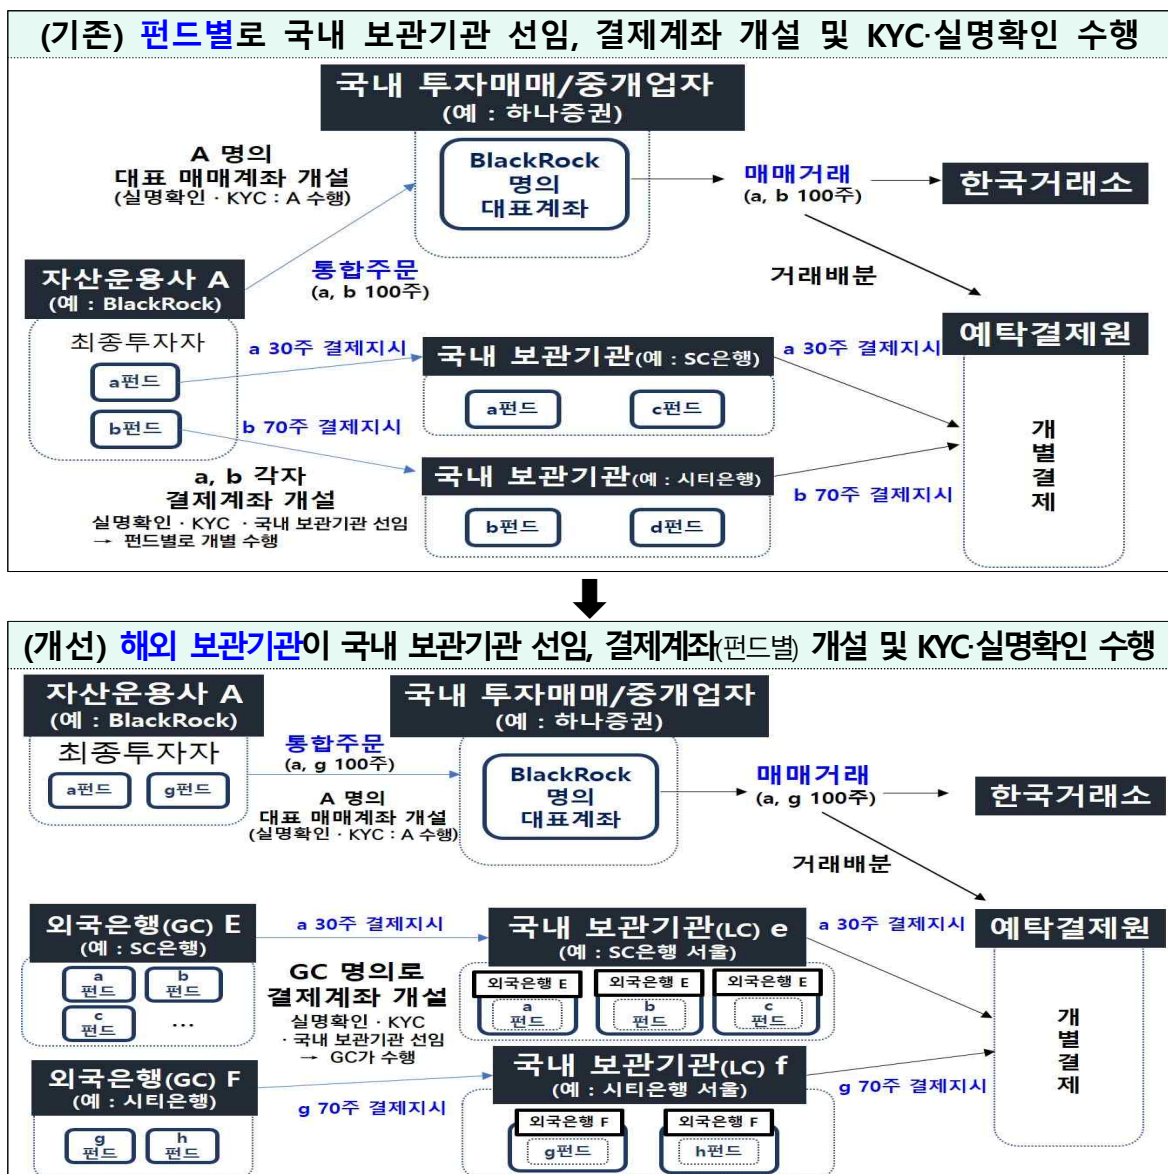 (기존) 펀드별로 국내 보관기관 선임, 결제계좌 개설 및 KYC·실명확인 수행
국내 투자매매/중개업자
(예 : 하나증권)
A 명의
대표 매매계좌 개설
(실명확인 · KYC : A 수행)
BlackRock
명의
대표계좌
매매거래
(a, b 100주)
한국거래소
자산운용사 A
(예 : BlackRock)
통합주문
(a, b 100주)
거래배분
최종투자자
a펀드
b펀드
a 30주 결제지시
국내 보관기관(예 : SC은행)
a펀드
c펀드
a 30주 결제지시
예탁결제원
개
별
결
제
b 70주 결제지시
a, b 각자
결제계좌 개설
실명확인 · KYC · 국내 보관기관 선임
→ 펀드별로 개별 수행
국내 보관기관(예 : 시티은행)
b펀드
d펀드
b 70주 결제지시
(개선) 해외 보관기관이 국내 보관기관 선임, 결제계좌(펀드별) 개설 및 KYC·실명확인 수행
자산운용사 A
(예 : BlackRock)
최종투자자
a펀드
g펀드
통합주문
(a, g 100주)
A 명의
대표 매매계좌 개설
(실명확인 · KYC : A 수행)
국내 투자매매/중개업자
(예 : 하나증권)
BlackRock
명의
대표계좌
매매거래
(a, g 100주)
한국거래소
거래배분
외국은행(GC) E
(예 : SC은행)
a
펀드
b
펀드
c
펀드
...
a 30주 결제지시
GC 명의로
결제계좌 개설
실명확인 · KYC
· 국내 보관기관 선임
→ GC가 수행
국내 보관기관(LC) e
(예 : SC은행 서울)
외국은행 E
a
펀드
외국은행 E
b
펀드
외국은행 E
c
펀드
a 30주 결제지시
예탁결제원
개
별
결
제
외국은행(GC) F
(예 : 시티은행)
g
펀드
h
펀드
g 70주 결제지시
국내 보관기관(LC) f
(예 : 시티은행 서울)
외국은행 F
g펀드
외국은행 F
h펀드
g 70주 결제지시